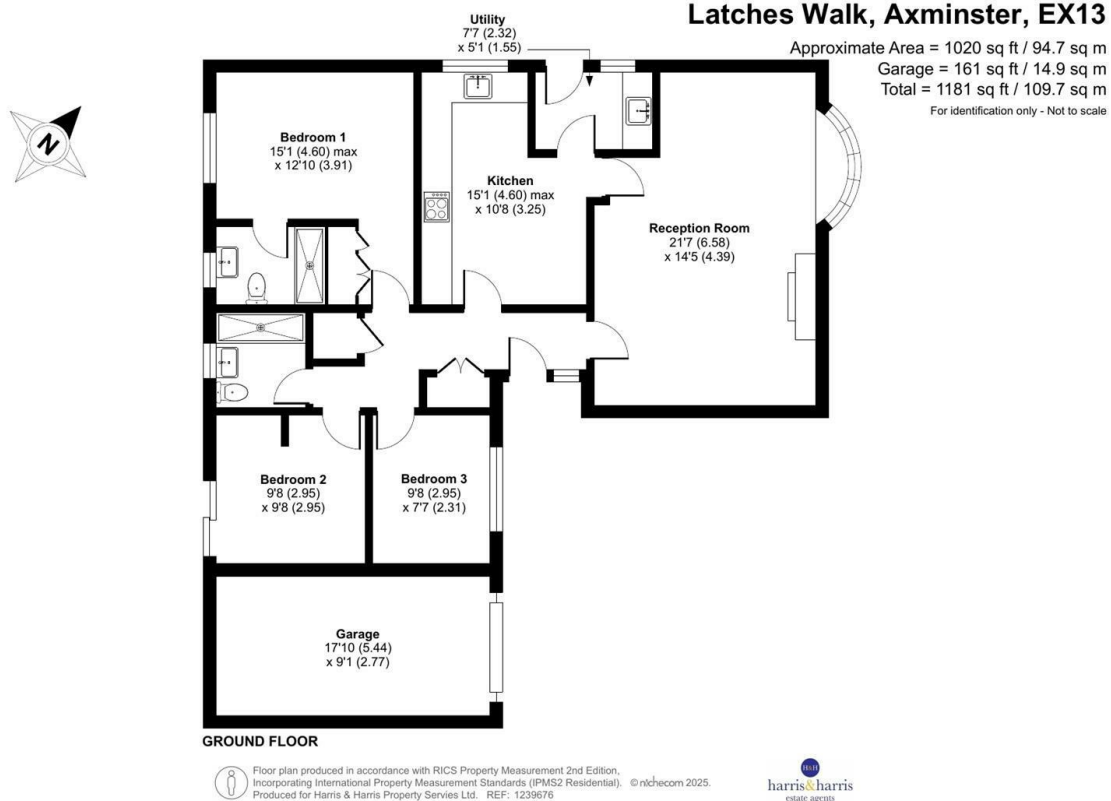 Latches Walk, Axminster, EX13
Approximate Area = 1020 sq ft / 94.7 sq m
Garage = 161 sq ft / 14.9 sq m
Total = 1181 sq ft / 109.7 sq m
For identification only - Not to scale
Utility
7'7 (2.32)
x 5'1 (1.55)
N
Bedroom 1
15'1 (4.60) max
x 12'10 (3.91)
Kitchen
15'1 (4.60) max
x 10'8 (3.25)
Reception Room
21'7 (6.58)
x 14'5 (4.39)
Bedroom 2
9'8 (2.95)
x 9'8 (2.95)
Bedroom 3
9'8 (2.95)
x 7'7 (2.31)
Garage
17'10 (5.44)
x 9'1 (2.77)
GROUND FLOOR
Floor plan produced in accordance with RICS Property Measurement 2nd Edition,
Incorporating International Property Measurement Standards (IPMS2 Residential). © nichecom 2025.
Produced for Harris & Harris Property Servies Ltd. REF: 1239676
H&H
harris&harris
estate agents